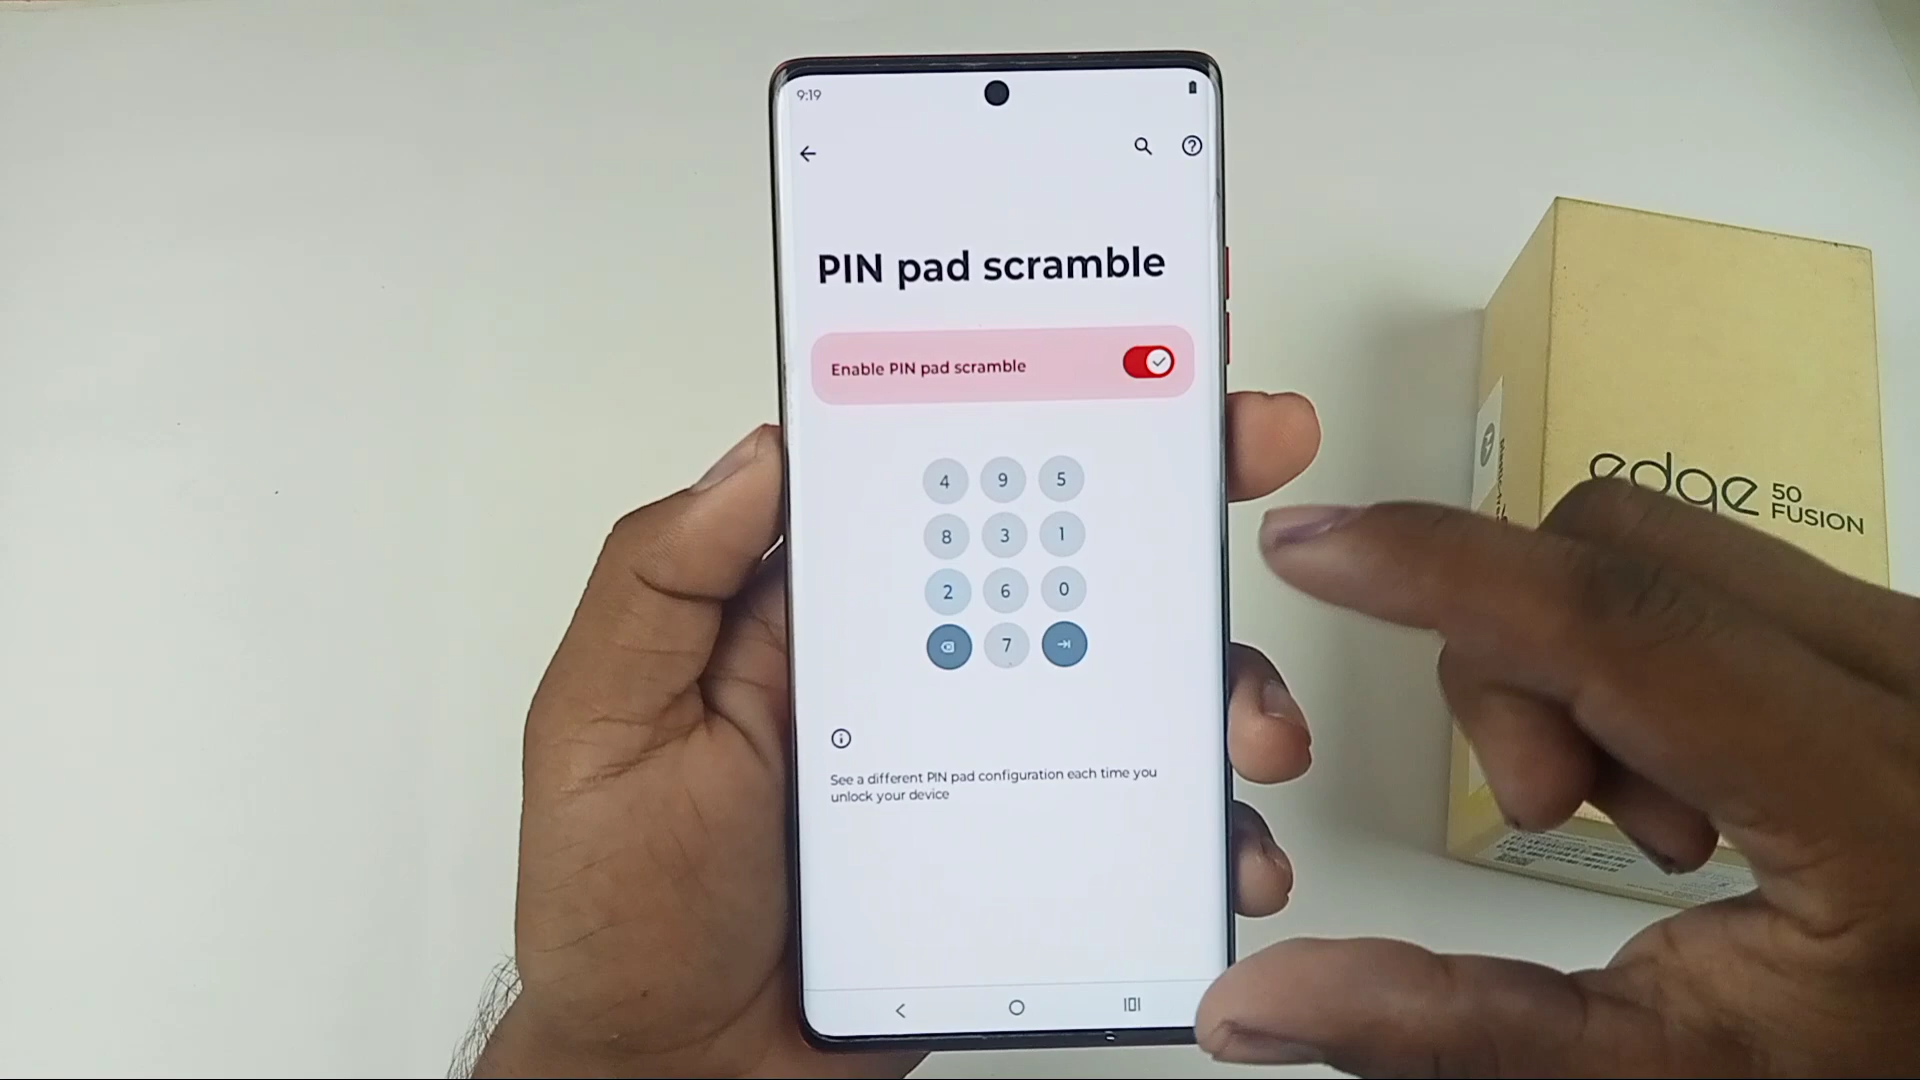 9:19
PIN pad scramble
Enable PIN pad scramble
4 9 5
8 3 1
2 6 0
7
See a different PIN pad configuration each time you
unlock your device
edge 50
FUSION